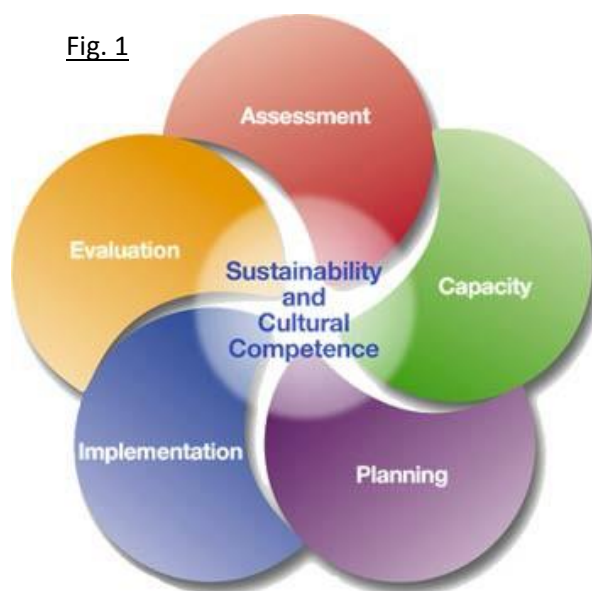 Fig. 1
Assessment
Evaluation
Capacity
Sustainability
and
Cultural
Competence
Implementation
Planning